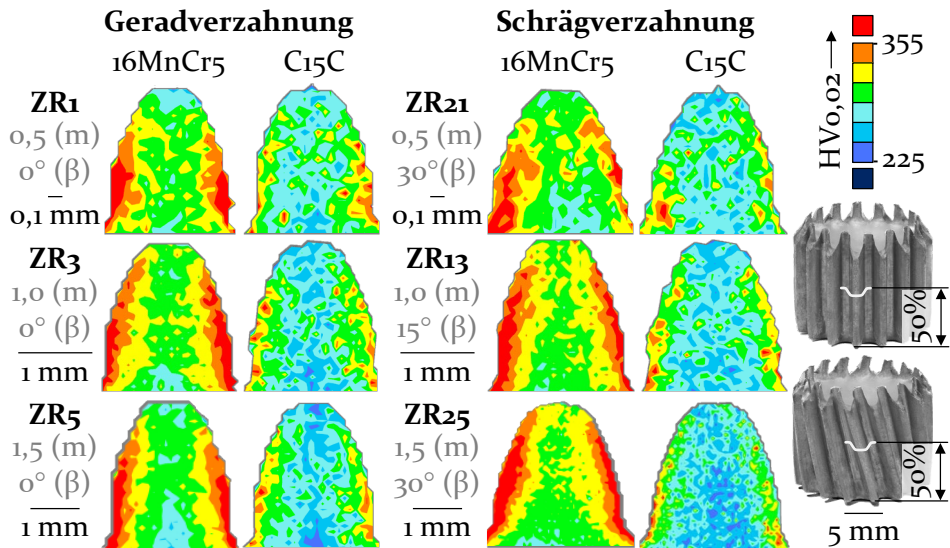 Geradverzahnung
16MnCr5 C15C
ZR1
0,5 (m)
0° (β)
0,1 mm
ZR3
1,0 (m)
0° (β)
1 mm
ZR5
1,5 (m)
0° (β)
1 mm
Schrägverzahnung
16MnCr5 C15C
ZR21
0,5 (m)
30°(β)
0,1 mm
ZR13
1,0 (m)
15° (β)
1 mm
ZR25
1,5 (m)
30° (β)
1 mm
HV0,02
355
225
50%
50%
5 mm